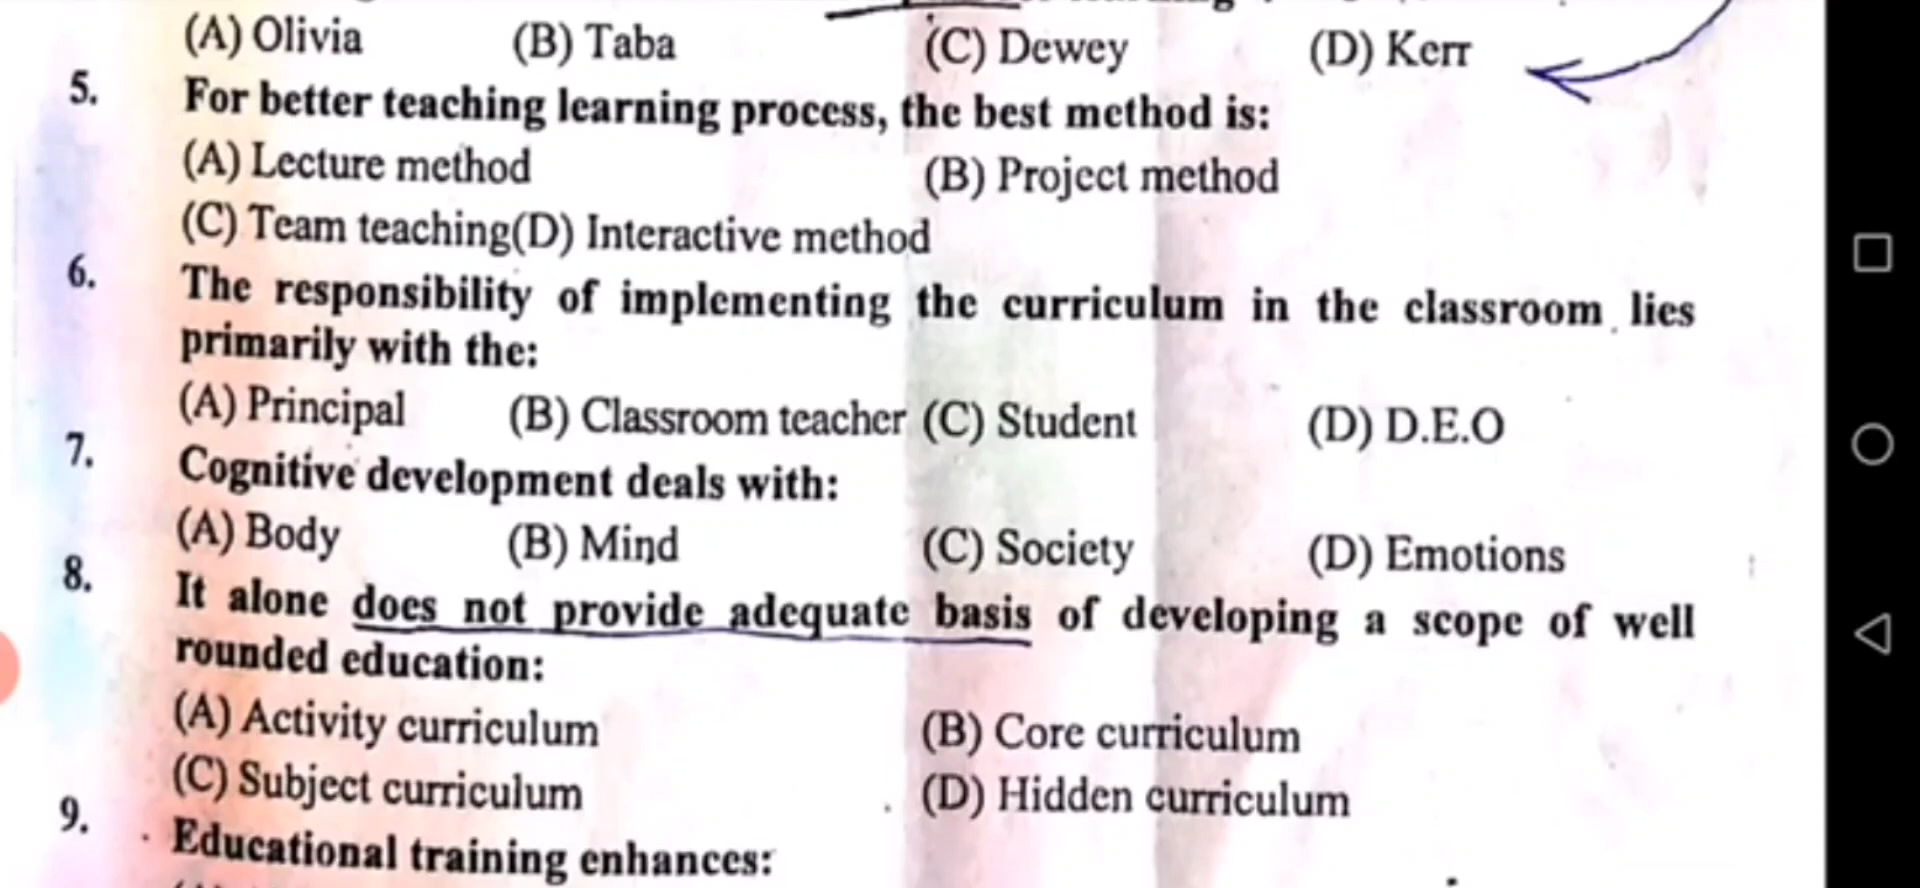 (A) Olivia (B) Taba (C) Dewey (D) Kerr
5. For better teaching learning process, the best method is:
(A) Lecture method (B) Project method
(C) Team teaching(D) Interactive method
6. The responsibility of implementing the curriculum in the classroom lies
primarily with the:
(A) Principal (B) Classroom teacher (C) Student (D) D.E.O
7. Cognitive development deals with:
(A) Body (B) Mind (C) Society (D) Emotions
8. It alone does not provide adequate basis of developing a scope of well
rounded education:
(A) Activity curriculum (B) Core curriculum
(C) Subject curriculum (D) Hidden curriculum
9. Educational training enhances: